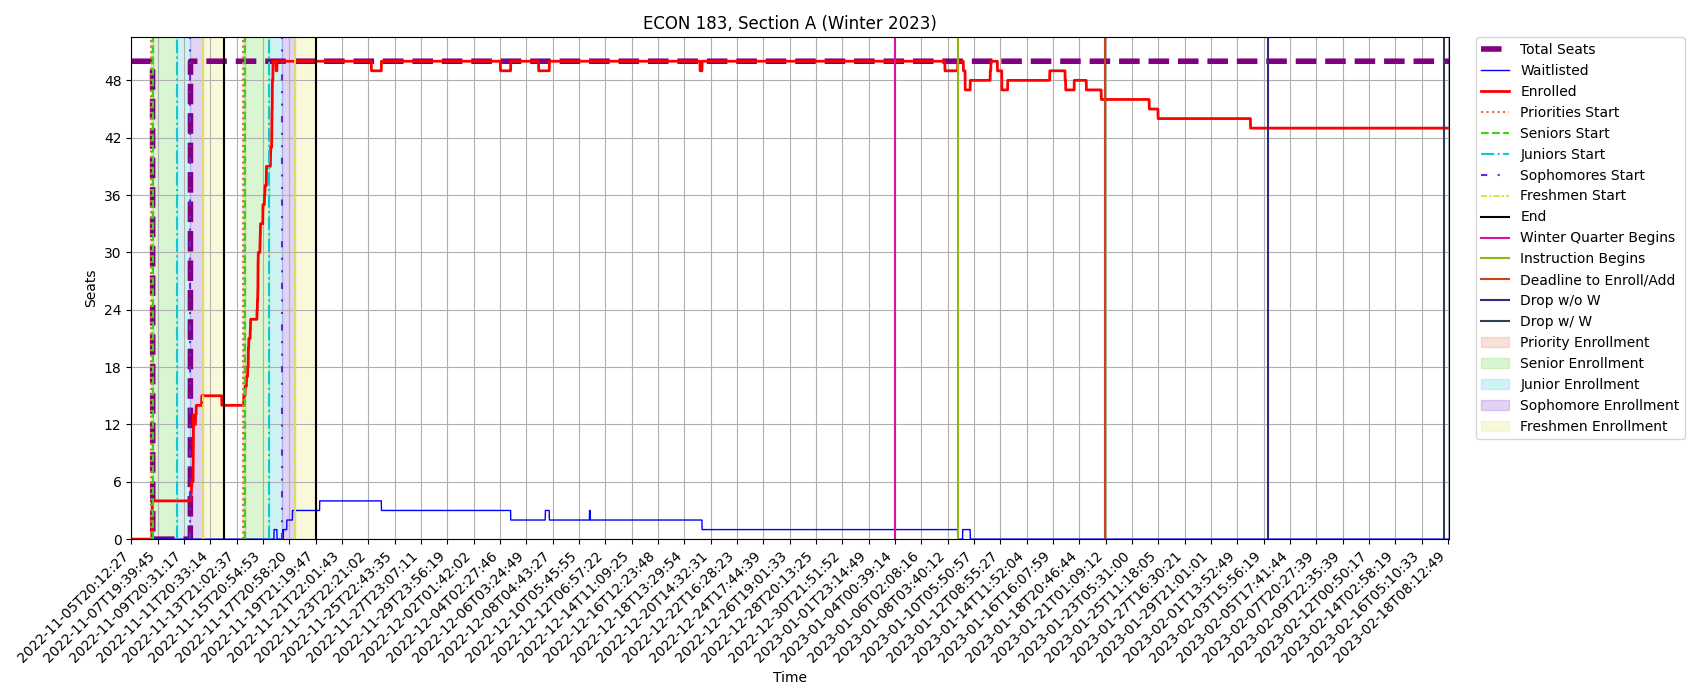 ECON 183, Section A (Winter 2023)
Seats
48
42
36
30
24
18
12
6
0
2022-11-05T20:12:27
2022-11-07T19:39:45
2022-11-09T20:31:17
2022-11-11T20:33:14
2022-11-13T21:02:37
2022-11-15T20:54:53
2022-11-17T20:58:20
2022-11-19T21:19:47
2022-11-21T22:01:43
2022-11-23T22:21:02
2022-11-25T22:43:35
2022-11-27T23:07:11
2022-11-29T23:56:19
2022-12-02T01:42:02
2022-12-04T02:27:46
2022-12-06T03:24:49
2022-12-08T04:43:27
2022-12-10T05:45:55
2022-12-12T06:57:22
2022-12-14T11:09:25
2022-12-16T12:23:48
2022-12-18T13:29:54
2022-12-20T14:32:31
2022-12-22T16:28:23
2022-12-24T17:44:39
2022-12-26T19:01:33
2022-12-28T20:13:25
2022-12-30T21:51:52
2023-01-01T23:14:49
2023-01-04T00:39:14
2023-01-06T02:08:16
2023-01-08T03:40:12
2023-01-10T05:50:57
2023-01-12T08:55:27
2023-01-14T11:52:04
2023-01-16T16:07:59
2023-01-18T20:46:44
2023-01-21T01:09:12
2023-01-23T05:31:00
2023-01-25T11:18:05
2023-01-27T16:30:21
2023-01-29T21:01:01
2023-02-01T13:52:49
2023-02-03T15:56:19
2023-02-05T17:41:44
2023-02-07T20:27:39
2023-02-09T22:35:39
2023-02-12T00:50:17
2023-02-14T02:58:19
2023-02-16T05:10:33
2023-02-18T08:12:49
Time
Total Seats
Waitlisted
Enrolled
Priorities Start
Seniors Start
Juniors Start
Sophomores Start
Freshmen Start
End
Winter Quarter Begins
Instruction Begins
Deadline to Enroll/Add
Drop w/o W
Drop w/ W
Priority Enrollment
Senior Enrollment
Junior Enrollment
Sophomore Enrollment
Freshmen Enrollment